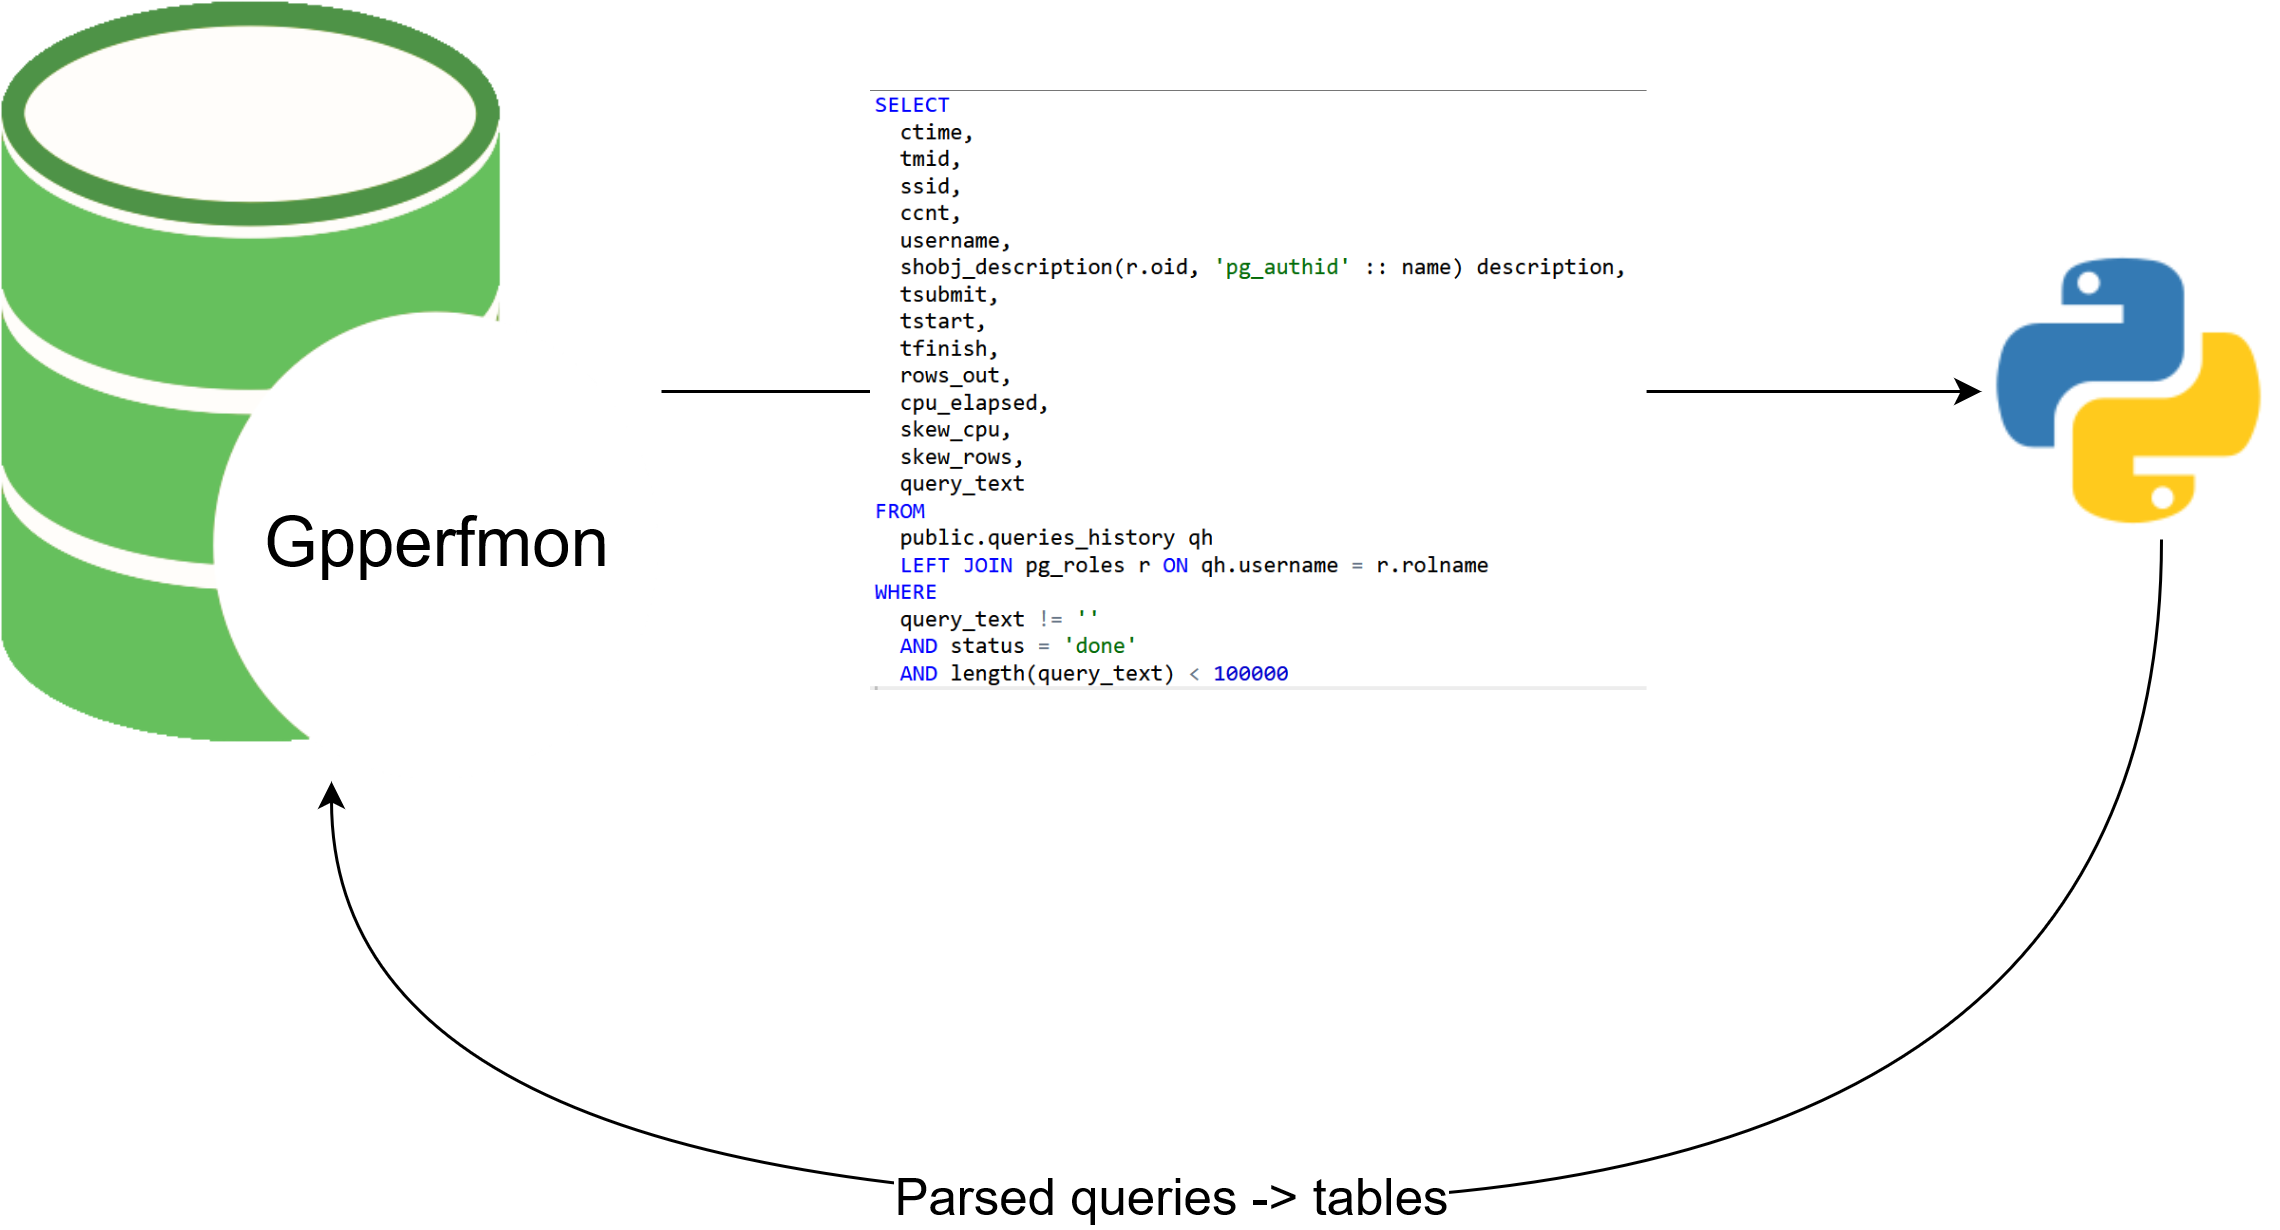 Gpperfmon
SELECT
ctime,
tmid,
ssid,
ccnt,
username,
shobj_description(r.oid, 'pg_authid' :: name) description,
tsubmit,
tstart,
tfinish,
rows_out,
cpu_elapsed,
skew_cpu,
skew_rows,
query_text
FROM
public.queries_history qh
LEFT JOIN pg_roles r ON qh.username = r.rolname
WHERE
query_text != ''
AND status = 'done'
AND length(query_text) < 100000
Parsed queries -> tables